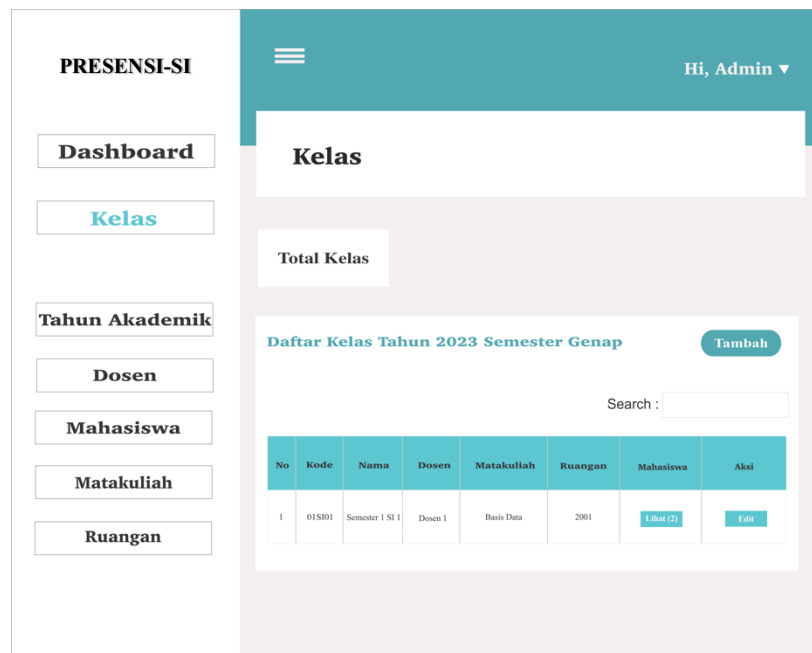 PRESENSI-SI
Hi, Admin ▼
Dashboard
Kelas
Tahun Akademik
Dosen
Mahasiswa
Matakuliah
Ruangan
Kelas
Total Kelas
Daftar Kelas Tahun 2023 Semester Genap
Tambah
Search :
No Kode Nama Dosen Matakuliah Ruangan Mahasiswa Aksi
1 01SI01 Semester 1 SI 1 Dosen 1 Basis Data 2001 Lihat (2) Edit